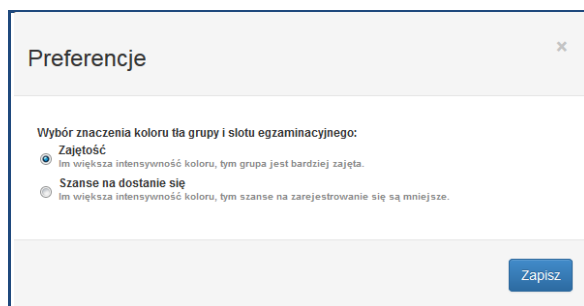 Preferencje
×
Wybór znaczenia koloru tła grupy i slotu egzaminacyjnego:
Zajętość
Im większa intensywność koloru, tym grupa jest bardziej zajęta.
Szanse na dostanie się
Im większa intensywność koloru, tym szanse na zarejestrowanie się są mniejsze.
Zapisz